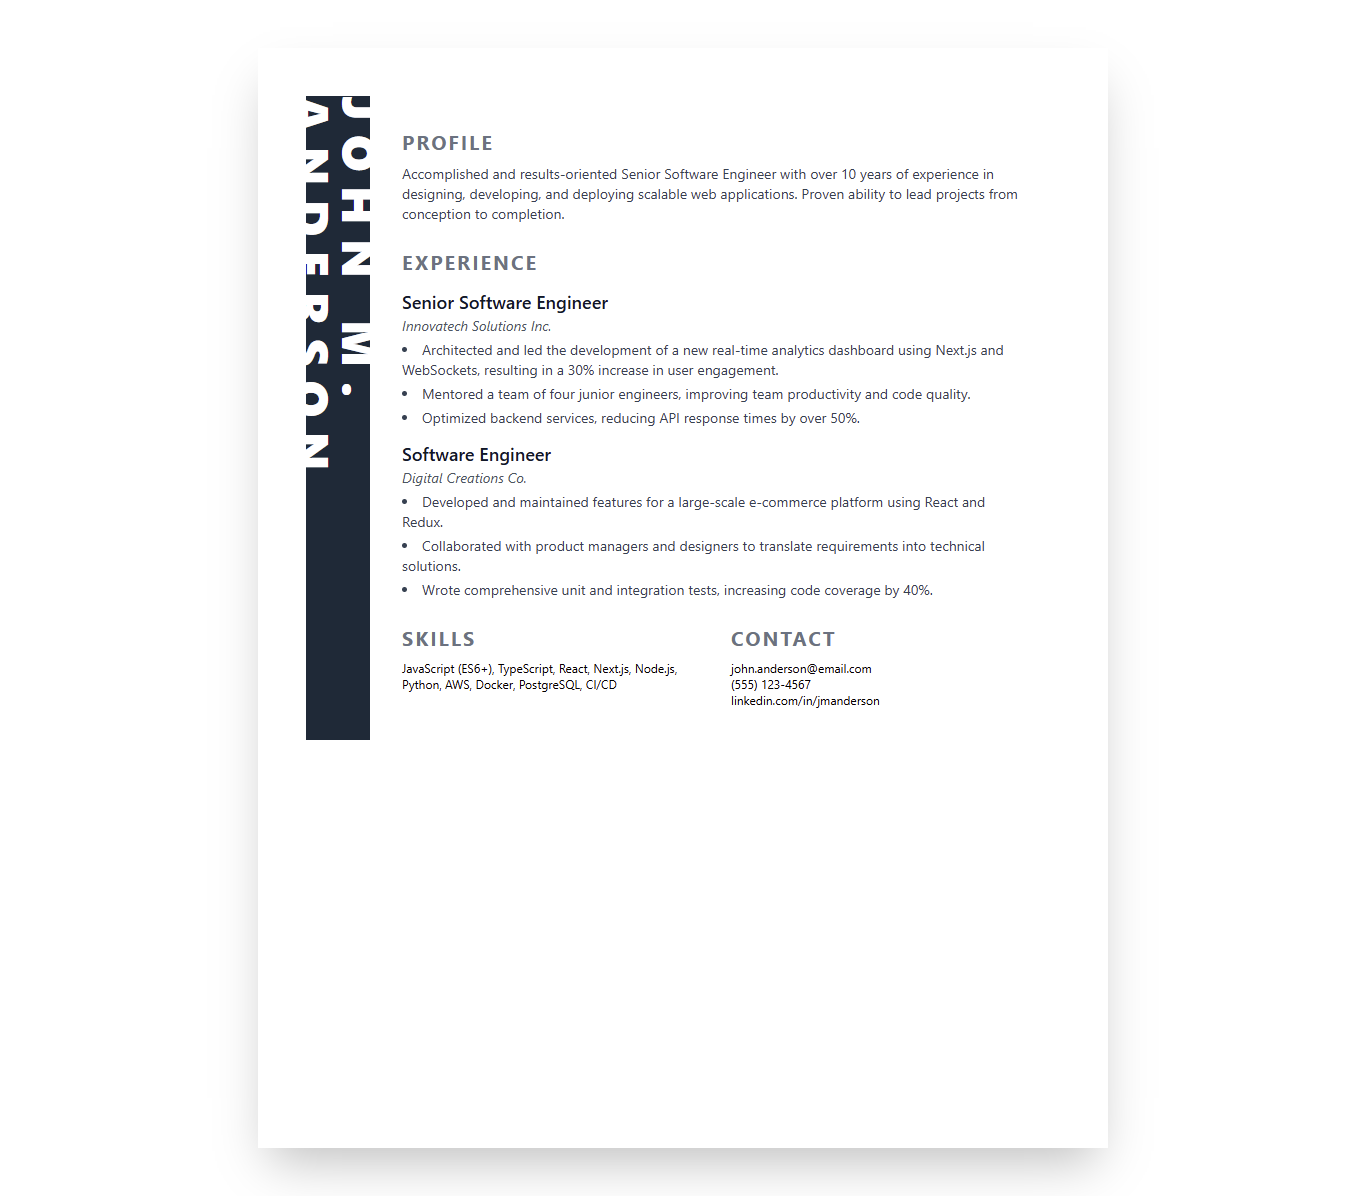 JOHN M.
ANDERSON
PROFILE
Accomplished and results-oriented Senior Software Engineer with over 10 years of experience in
designing, developing, and deploying scalable web applications. Proven ability to lead projects from
conception to completion.
EXPERIENCE
Senior Software Engineer
Innovatech Solutions Inc.
• Architected and led the development of a new real-time analytics dashboard using Next.js and
WebSockets, resulting in a 30% increase in user engagement.
• Mentored a team of four junior engineers, improving team productivity and code quality.
• Optimized backend services, reducing API response times by over 50%.
Software Engineer
Digital Creations Co.
• Developed and maintained features for a large-scale e-commerce platform using React and
Redux.
• Collaborated with product managers and designers to translate requirements into technical
solutions.
• Wrote comprehensive unit and integration tests, increasing code coverage by 40%.
SKILLS
JavaScript (ES6+), TypeScript, React, Next.js, Node.js,
Python, AWS, Docker, PostgreSQL, CI/CD
CONTACT
john.anderson@email.com
(555) 123-4567
linkedin.com/in/jmanderson